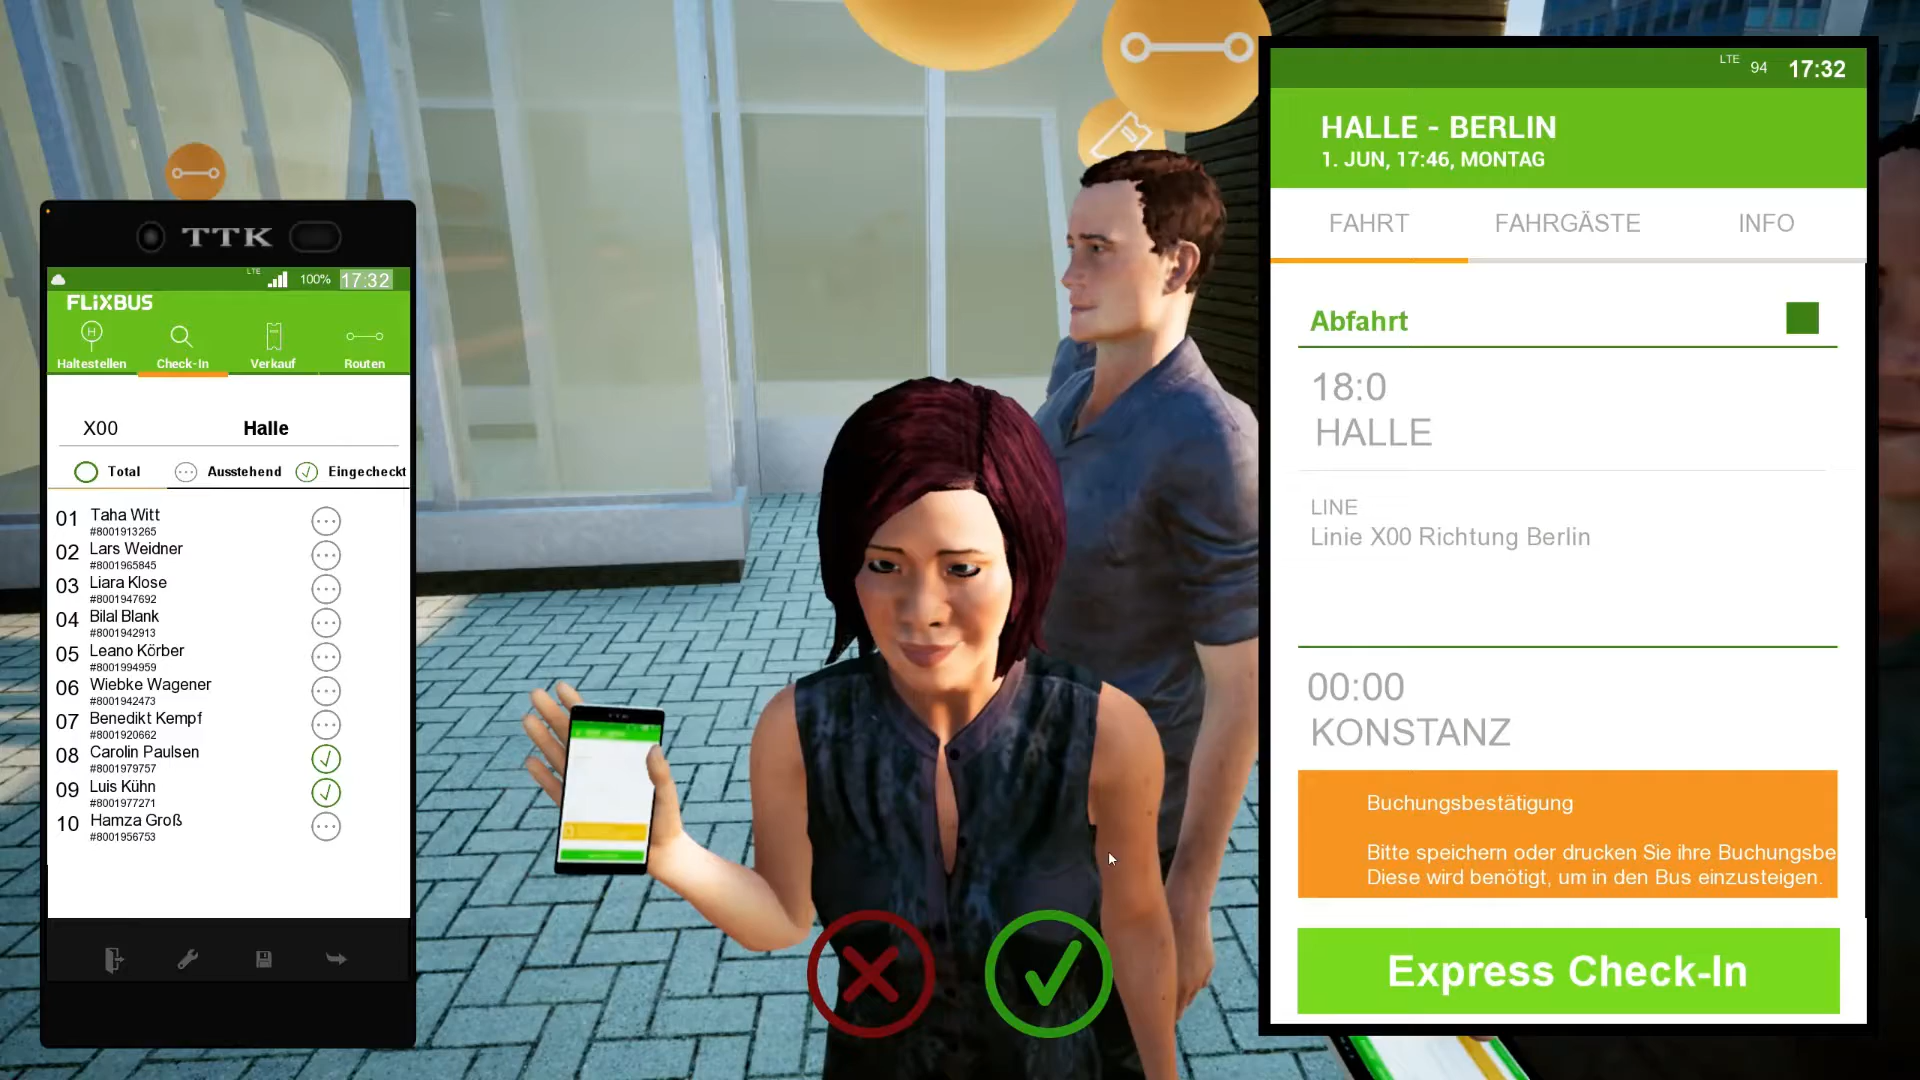 TTK
LTE 100% 17:32
FLiXBUS
H
Haltestellen Check-In Verkauf Routen
X00 Halle
Total Ausstehend Eingecheckt
01 Taha Witt
#8001913265
02 Lars Weidner
#8001965845
03 Liara Klose
#8001947692
04 Bilal Blank
#8001942913
05 Leano Körber
#8001994959
06 Wiebke Wagener
#8001942473
07 Benedikt Kempf
#8001920662
08 Carolin Paulsen
#8001979757
09 Luis Kühn
#8001977271
10 Hamza Groß
#8001956753
LTE 94 17:32
HALLE - BERLIN
1. JUN, 17:46, MONTAG
FAHRT FAHRGÄSTE INFO
Abfahrt
18:0
HALLE
LINE
Linie X00 Richtung Berlin
00:00
KONSTANZ
Buchungsbestätigung
Bitte speichern oder drucken Sie ihre Buchungsbe
Diese wird benötigt, um in den Bus einzusteigen.
Express Check-In